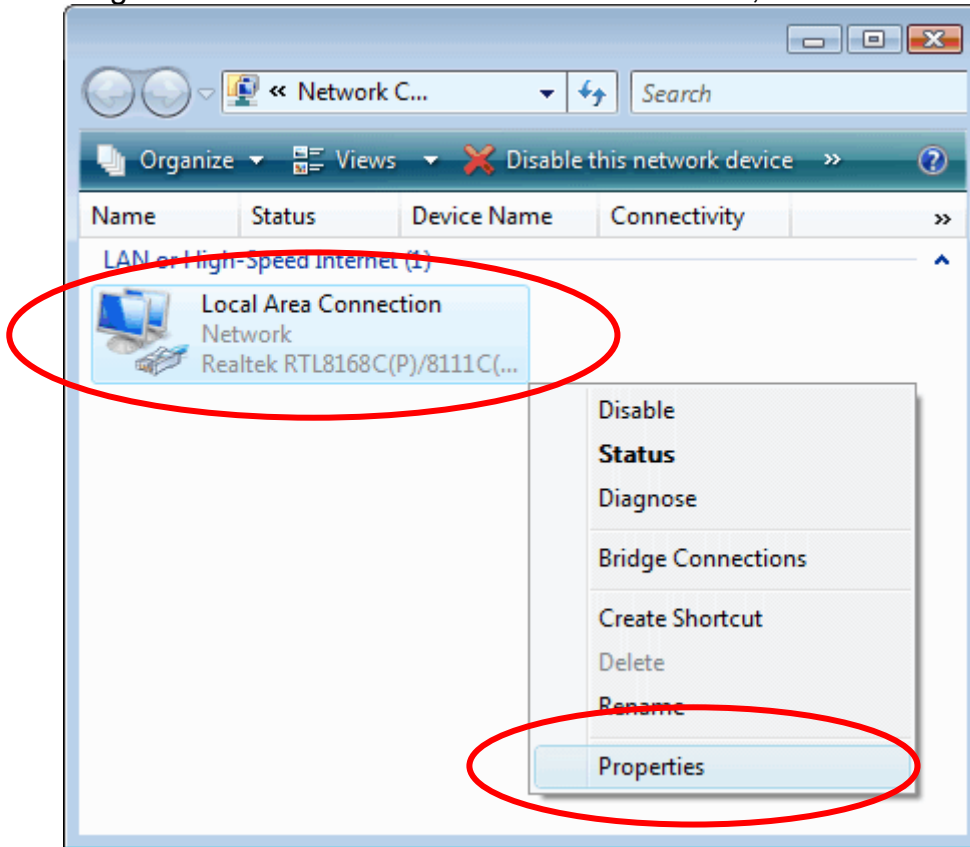 « Network C...
Search
Organize Views Disable this network device »
Name Status Device Name Connectivity »
LAN or High-Speed Internet (1)
Local Area Connection
Network
Realtek RTL8168C(P)/8111C(...
Disable
Status
Diagnose
Bridge Connections
Create Shortcut
Delete
Rename
Properties